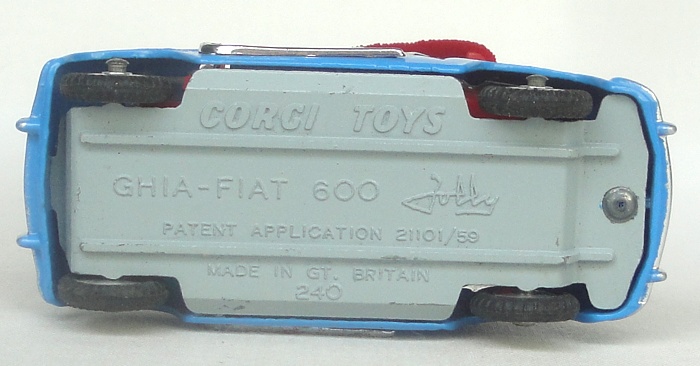 CORGI TOYS
GHIA-FIAT 600 Jolly
PATENT APPLICATION 21101/59
MADE IN GT. BRITAIN
240